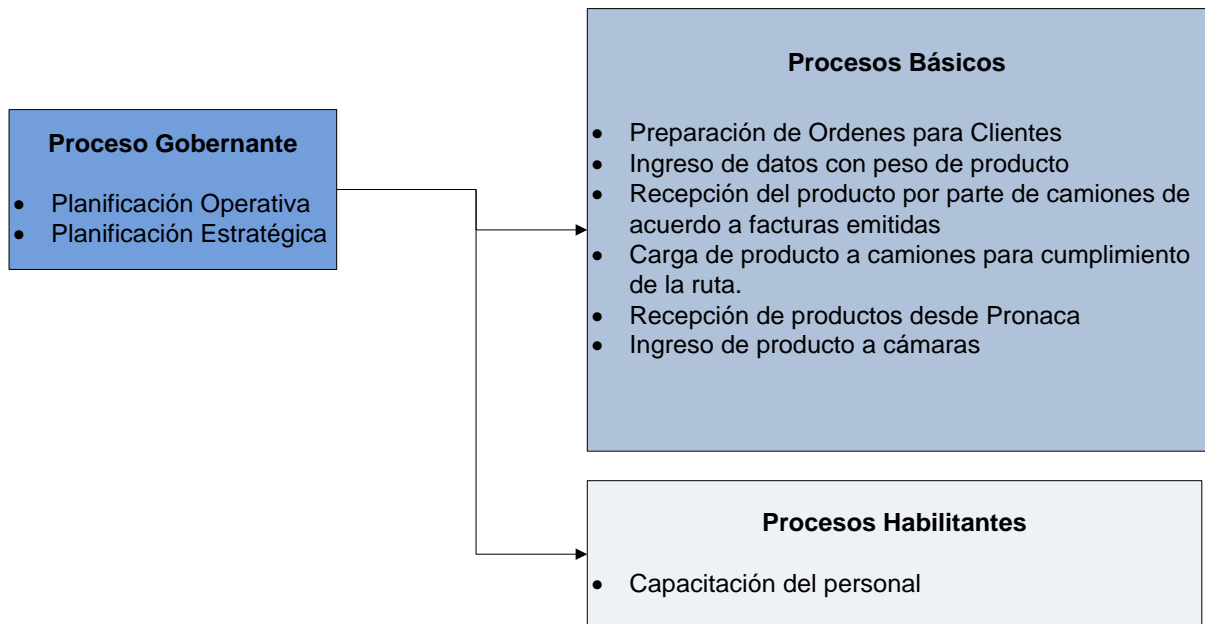 Proceso Gobernante
• Planificación Operativa
• Planificación Estratégica
Procesos Básicos
• Preparación de Ordenes para Clientes
• Ingreso de datos con peso de producto
• Recepción del producto por parte de camiones de
acuerdo a facturas emitidas
• Carga de producto a camiones para cumplimiento
de la ruta.
• Recepción de productos desde Pronaca
• Ingreso de producto a cámaras
Procesos Habilitantes
• Capacitación del personal